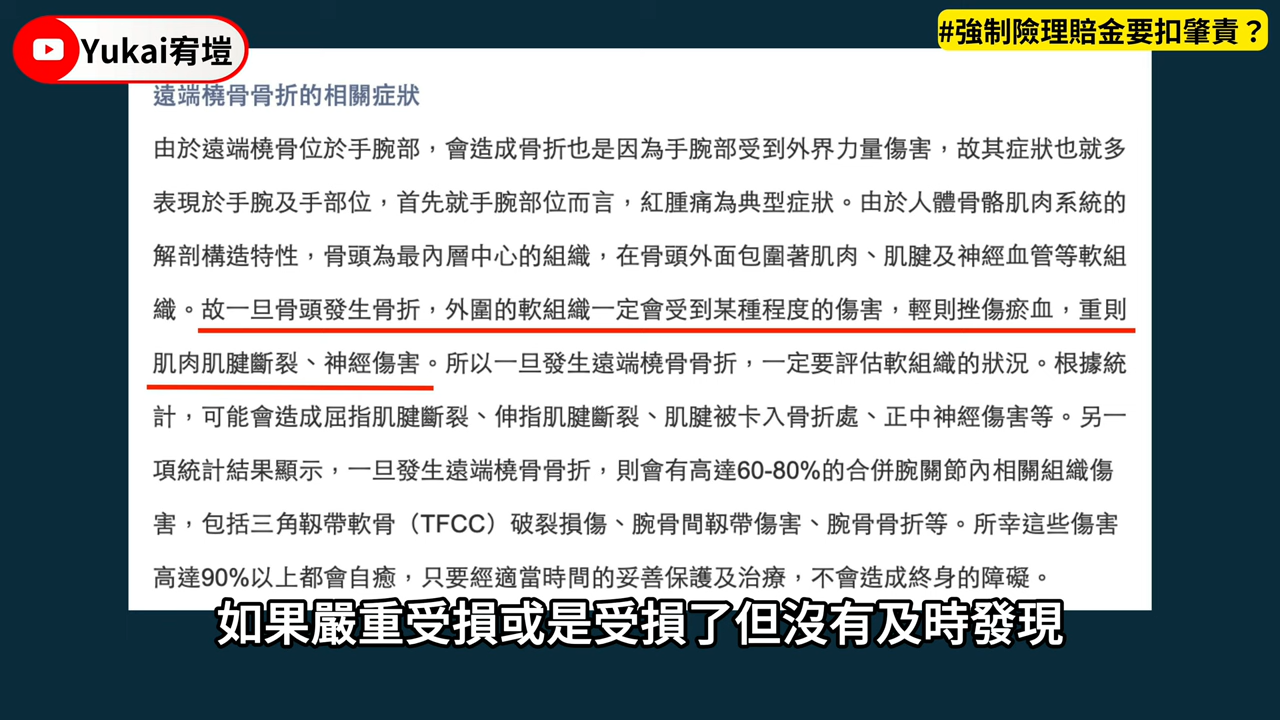 Yukai宥塏
#強制險理賠金要扣肇責？
遠端橈骨骨折的相關症狀
由於遠端橈骨位於手腕部，會造成骨折也是因為手腕部受到外界力量傷害，故其症狀也就多
表現於手腕及手部位，首先就手腕部位而言，紅腫痛為典型症狀。由於人體骨骼肌肉系統的
解剖構造特性，骨頭為最內層中心的組織，在骨頭外面包圍著肌肉、肌腱及神經血管等軟組
織。故一旦骨頭發生骨折，外圍的軟組織一定會受到某種程度的傷害，輕則挫傷瘀血，重則
肌肉肌腱斷裂、神經傷害。所以一旦發生遠端橈骨骨折，一定要評估軟組織的狀況。根據統
計，可能會造成屈指肌腱斷裂、伸指肌腱斷裂、肌腱被卡入骨折處、正中神經傷害等。另一
項統計結果顯示，一旦發生遠端橈骨骨折，則會有高達60-80%的合併腕關節內相關組織傷
害，包括三角韌帶軟骨（TFCC）破裂損傷、腕骨間韌帶傷害、腕骨骨折等。所幸這些傷害
高達90%以上都會自癒，只要經適當時間的妥善保護及治療，不會造成終身的障礙。
如果嚴重受損或是受損了但沒有及時發現